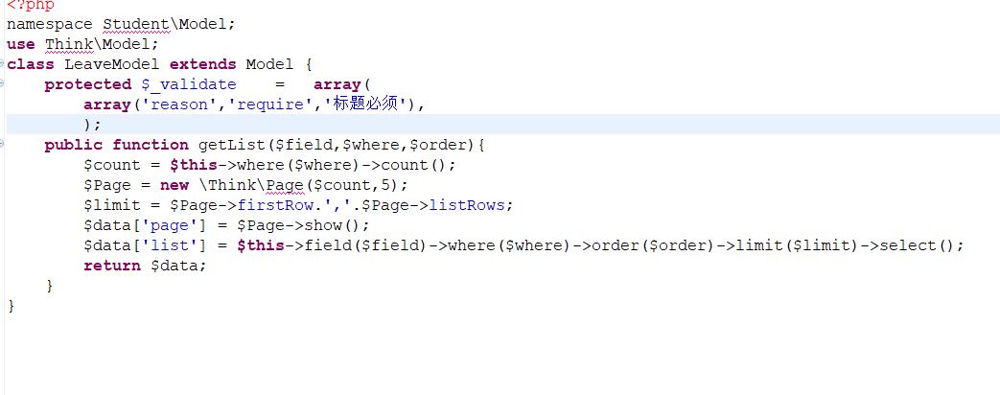 <?php
namespace Student\Model;
use Think\Model;
class LeaveModel extends Model {
    protected $_validate    =   array(
        array('reason','require','标题必须'),
        );
    public function getList($field,$where,$order){
        $count = $this->where($where)->count();
        $Page = new \Think\Page($count,5);
        $limit = $Page->firstRow.','.$Page->listRows;
        $data['page'] = $Page->show();
        $data['list'] = $this->field($field)->where($where)->order($order)->limit($limit)->select();
        return $data;
    }
}